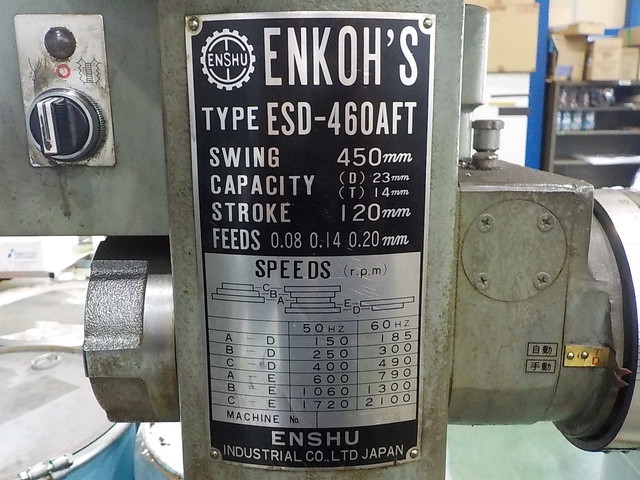 ENSHU
ENKOH'S
TYPE ESD-460AFT
SWING 450mm
CAPACITY (D) 23mm
(T) 14mm
STROKE 120mm
FEEDS 0.08 0.14 0.20mm
SPEEDS (r.p.m)
C
B
A
E
D
50HZ 60HZ
A - D 150 185
B - D 250 300
C - D 400 490
A - E 600 790
B - E 1060 1300
C - E 1720 2100
MACHINE No.
ENSHU
INDUSTRIAL CO., LTD JAPAN
自動
手動